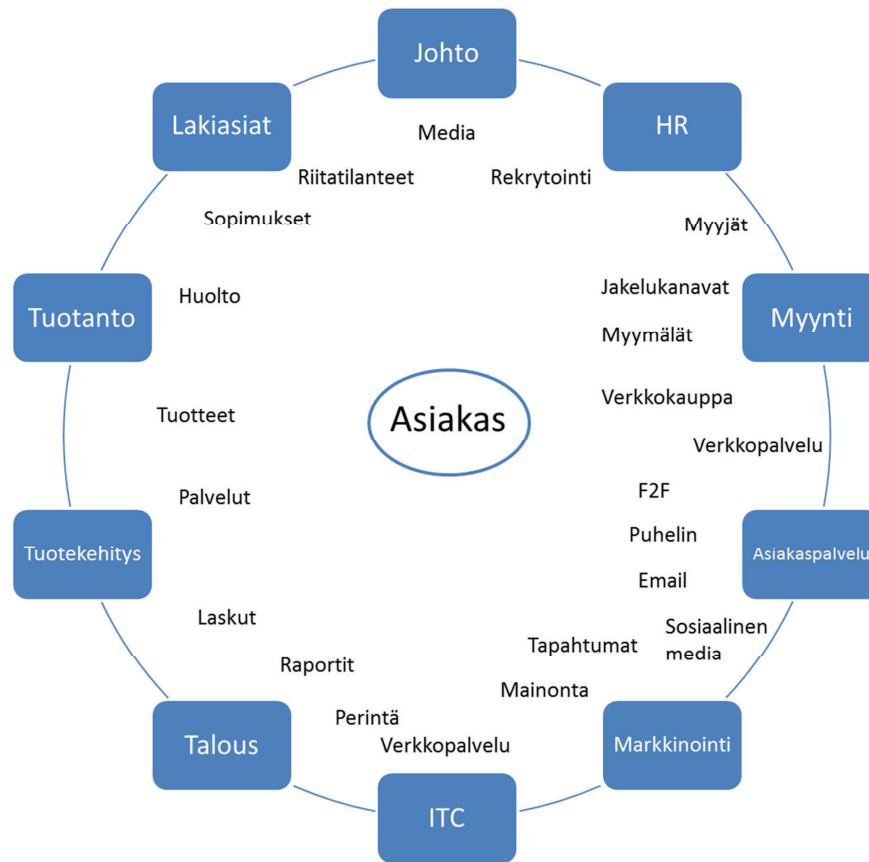 Johto
Lakiasiat
HR
Media
Riitatilanteet
Rekrytointi
Sopimukset
Myyjät
Huolto
Jakelukanavat
Tuotanto
Myynti
Myymälät
Verkkokauppa
Tuotteet
Asiakas
Verkkopalvelu
F2F
Palvelut
Puhelin
Tuotekehitys
Asiakaspalvelu
Email
Laskut
Sosiaalinen
media
Tapahtumat
Raportit
Mainonta
Perintä
Verkkopalvelu
Talous
Markkinointi
ITC